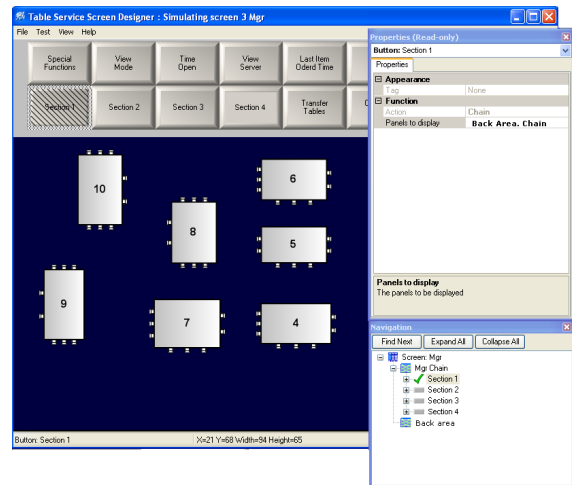 Table Service Screen Designer : Simulating screen 3 Mgr
File Test View Help
Special Functions
View Mode
Time Open
View Server
Last Item Oderd Time
Section 1
Section 2
Section 3
Section 4
Transfer Tables
10
6
8
5
9
7
4
Button: Section 1
X=21 Y=68 Width=94 Height=65
Properties (Read-only)
Button: Section 1
Properties
Appearance
Tag None
Function
Action Chain
Panels to display Back Area. Chain
Panels to display
The panels to be displayed
Navigation
Find Next Expand All Collapse All
Screen: Mgr
Mgr Chain
Section 1
Section 2
Section 3
Section 4
Back area